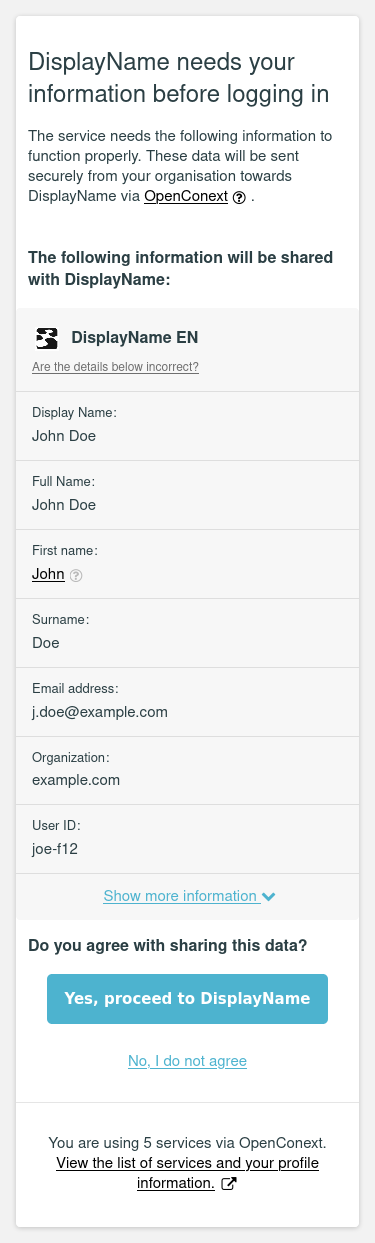 DisplayName needs your
information before logging in
The service needs the following information to
function properly. These data will be sent
securely from your organisation towards
DisplayName via OpenConext ? .
The following information will be shared
with DisplayName:
DisplayName EN
Are the details below incorrect?
Display Name:
John Doe
Full Name:
John Doe
First name:
John ?
Surname:
Doe
Email address:
j.doe@example.com
Organization:
example.com
User ID:
joe-f12
Show more information
Do you agree with sharing this data?
Yes, proceed to DisplayName
No, I do not agree
You are using 5 services via OpenConext.
View the list of services and your profile
information.